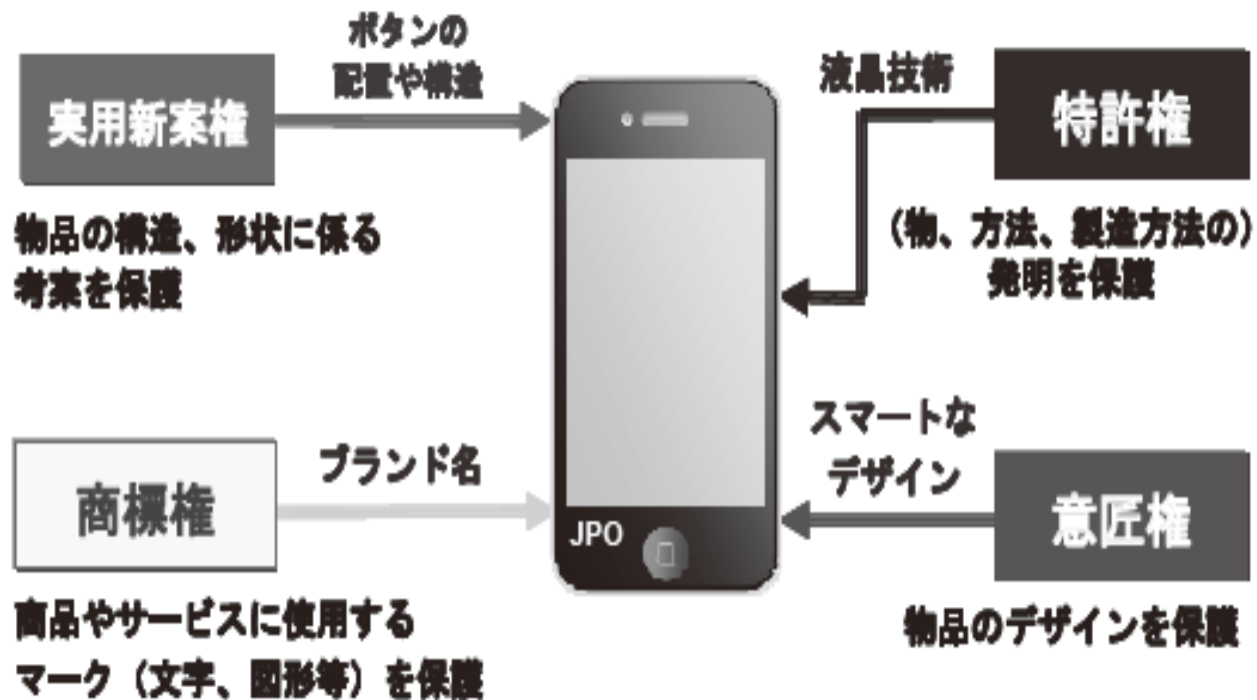 ボタンの
配置や構造
実用新案権
物品の構造、形状に係る
考案を保護
液晶技術
特許権
(物、方法、製造方法の)
発明を保護
ブランド名
商標権
商品やサービスに使用する
マーク(文字、図形等)を保護
JPO
スマートな
デザイン
意匠権
物品のデザインを保護